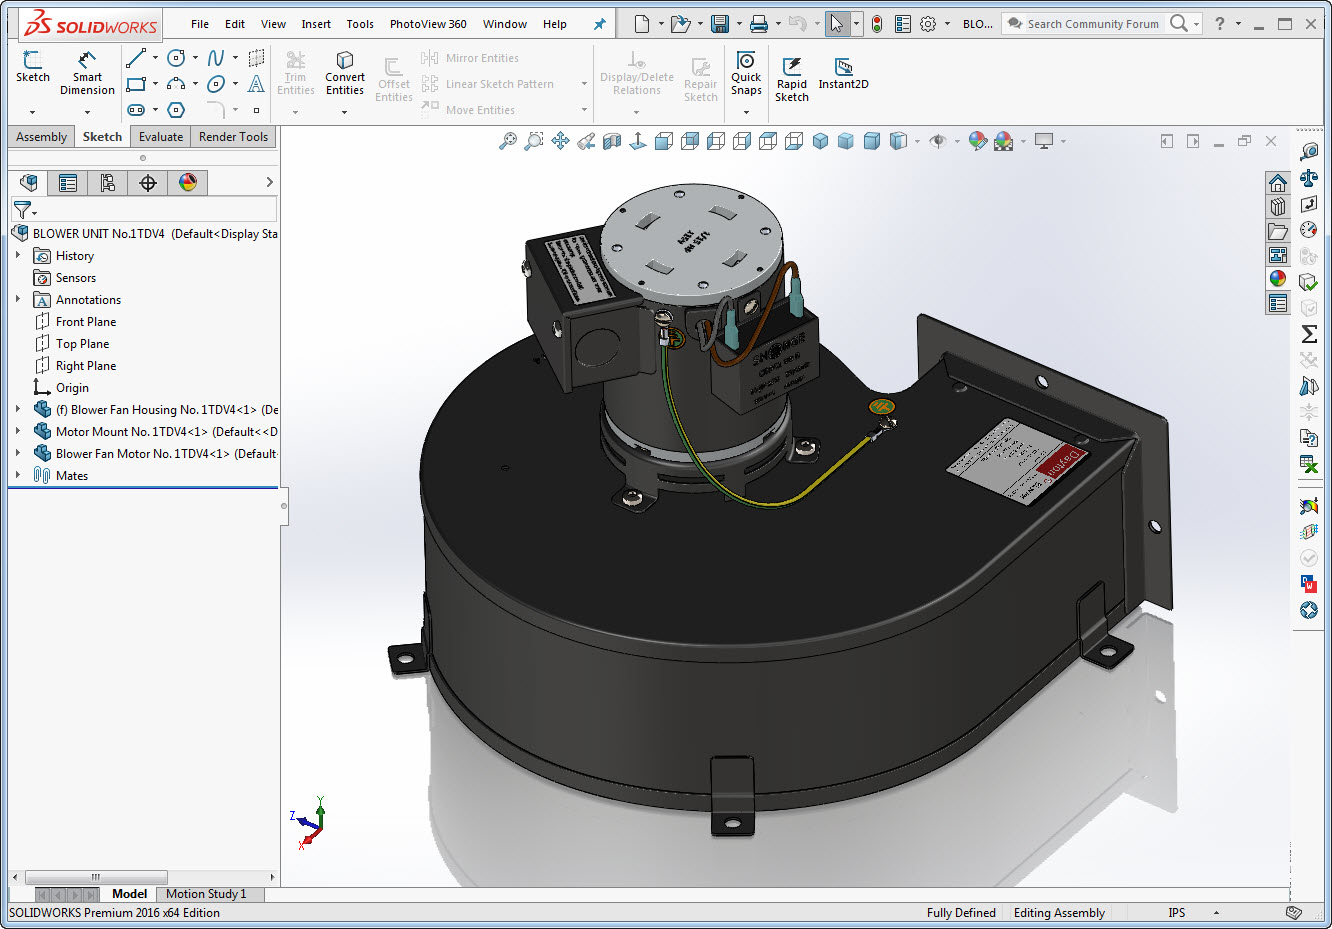 SOLIDWORKS File Edit View Insert Tools PhotoView 360 Window Help BLO... Search Community Forum ?
Sketch Smart Dimension Trim Entities Convert Entities Offset Entities Mirror Entities Linear Sketch Pattern Move Entities Display/Delete Relations Repair Sketch Quick Snaps Rapid Sketch Instant2D
Assembly Sketch Evaluate Render Tools
BLOWER UNIT No.1TDV4 (Default<Display Sta
History
Sensors
Annotations
Front Plane
Top Plane
Right Plane
Origin
(f) Blower Fan Housing No. 1TDV4<1> (De
Motor Mount No. 1TDV4<1> (Default<<D
Blower Fan Motor No. 1TDV4<1> (Default
Mates
Dayton
Y
Z
X
Model Motion Study 1
SOLIDWORKS Premium 2016 x64 Edition Fully Defined Editing Assembly IPS